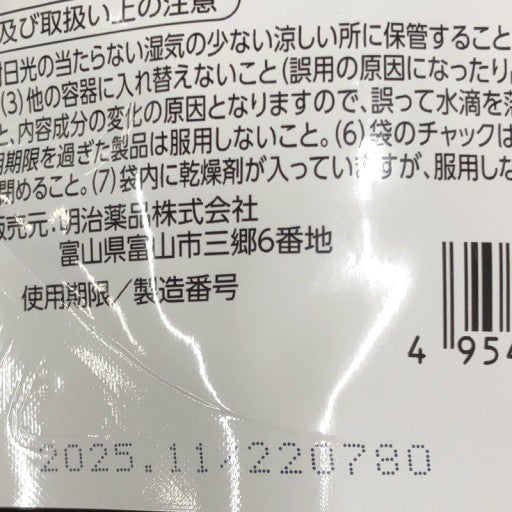 及び取扱い上の注意
日光の当たらない湿気の少ない涼しい所に保管すること
(3)他の容器に入れ替えないこと(誤用の原因になったり
と、内容成分の変化の原因となりますので、誤って水滴を落
用期限を過ぎた製品は服用しないこと。(6)袋のチャックは
閉めること。(7)袋内に乾燥剤が入っていますが、服用しな
販売元:明治薬品株式会社
富山県富山市三郷6番地
使用期限/製造番号
4 954
2025.11/220780